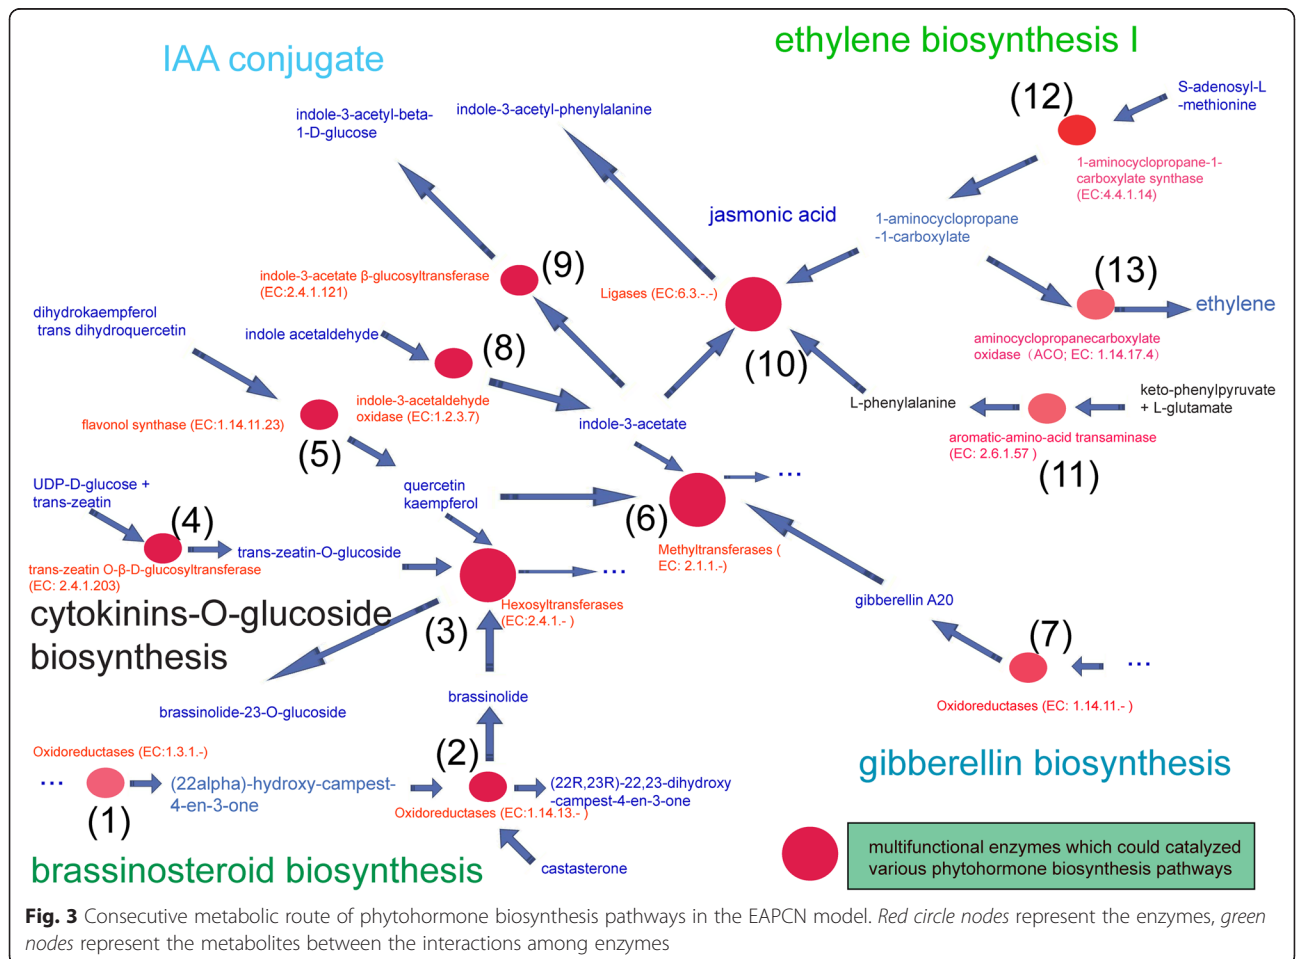 IAA conjugate
ethylene biosynthesis I
indole-3-acetyl-beta-
1-D-glucose
indole-3-acetyl-phenylalanine
(12)
S-adenosyl-L
-methionine
1-aminocyclopropane-1-
carboxylate synthase
(EC:4.4.1.14)
jasmonic acid
1-aminocyclopropane
-1-carboxylate
indole-3-acetate β-glucosyltransferase
(EC:2.4.1.121)
(9)
Ligases (EC:6.3.-.-)
(10)
(13)
ethylene
aminocyclopropanecarboxylate
oxidase（ACO; EC: 1.14.17.4）
dihydrokaempferol
trans dihydroquercetin
indole acetaldehyde
(8)
indole-3-acetaldehyde
oxidase (EC:1.2.3.7)
flavonol synthase (EC:1.14.11.23)
(5)
indole-3-acetate
L-phenylalanine
keto-phenylpyruvate
+ L-glutamate
aromatic-amino-acid transaminase
(EC: 2.6.1.57 )
(11)
UDP-D-glucose +
trans-zeatin
(4)
trans-zeatin-O-glucoside
trans-zeatin O-β-D-glucosyltransferase
(EC: 2.4.1.203)
quercetin
kaempferol
(6)
...
Methyltransferases (
EC: 2.1.1.-)
...
Hexosyltransferases
(EC:2.4.1.- )
(3)
cytokinins-O-glucoside
biosynthesis
gibberellin A20
(7)
...
Oxidoreductases (EC: 1.14.11.- )
gibberellin biosynthesis
brassinolide-23-O-glucoside
brassinolide
Oxidoreductases (EC:1.3.1.-)
...
(1)
(22alpha)-hydroxy-campest-
4-en-3-one
(2)
(22R,23R)-22,23-dihydroxy
-campest-4-en-3-one
Oxidoreductases (EC:1.14.13.- )
castasterone
brassinosteroid biosynthesis
multifunctional enzymes which could catalyzed
various phytohormone biosynthesis pathways
Fig. 3 Consecutive metabolic route of phytohormone biosynthesis pathways in the EAPCN model. Red circle nodes represent the enzymes, green
nodes represent the metabolites between the interactions among enzymes